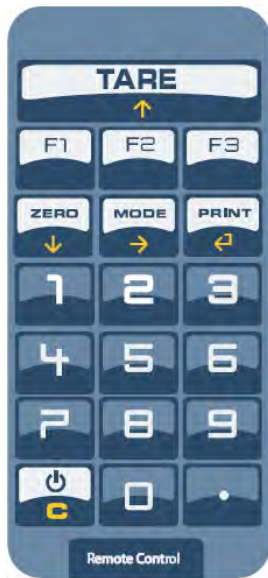 TARE
↑
F1 F2 F3
ZERO MODE PRINT
↓ → ↵
1 2 3
4 5 6
7 8 9
C 0 .
Remote Control